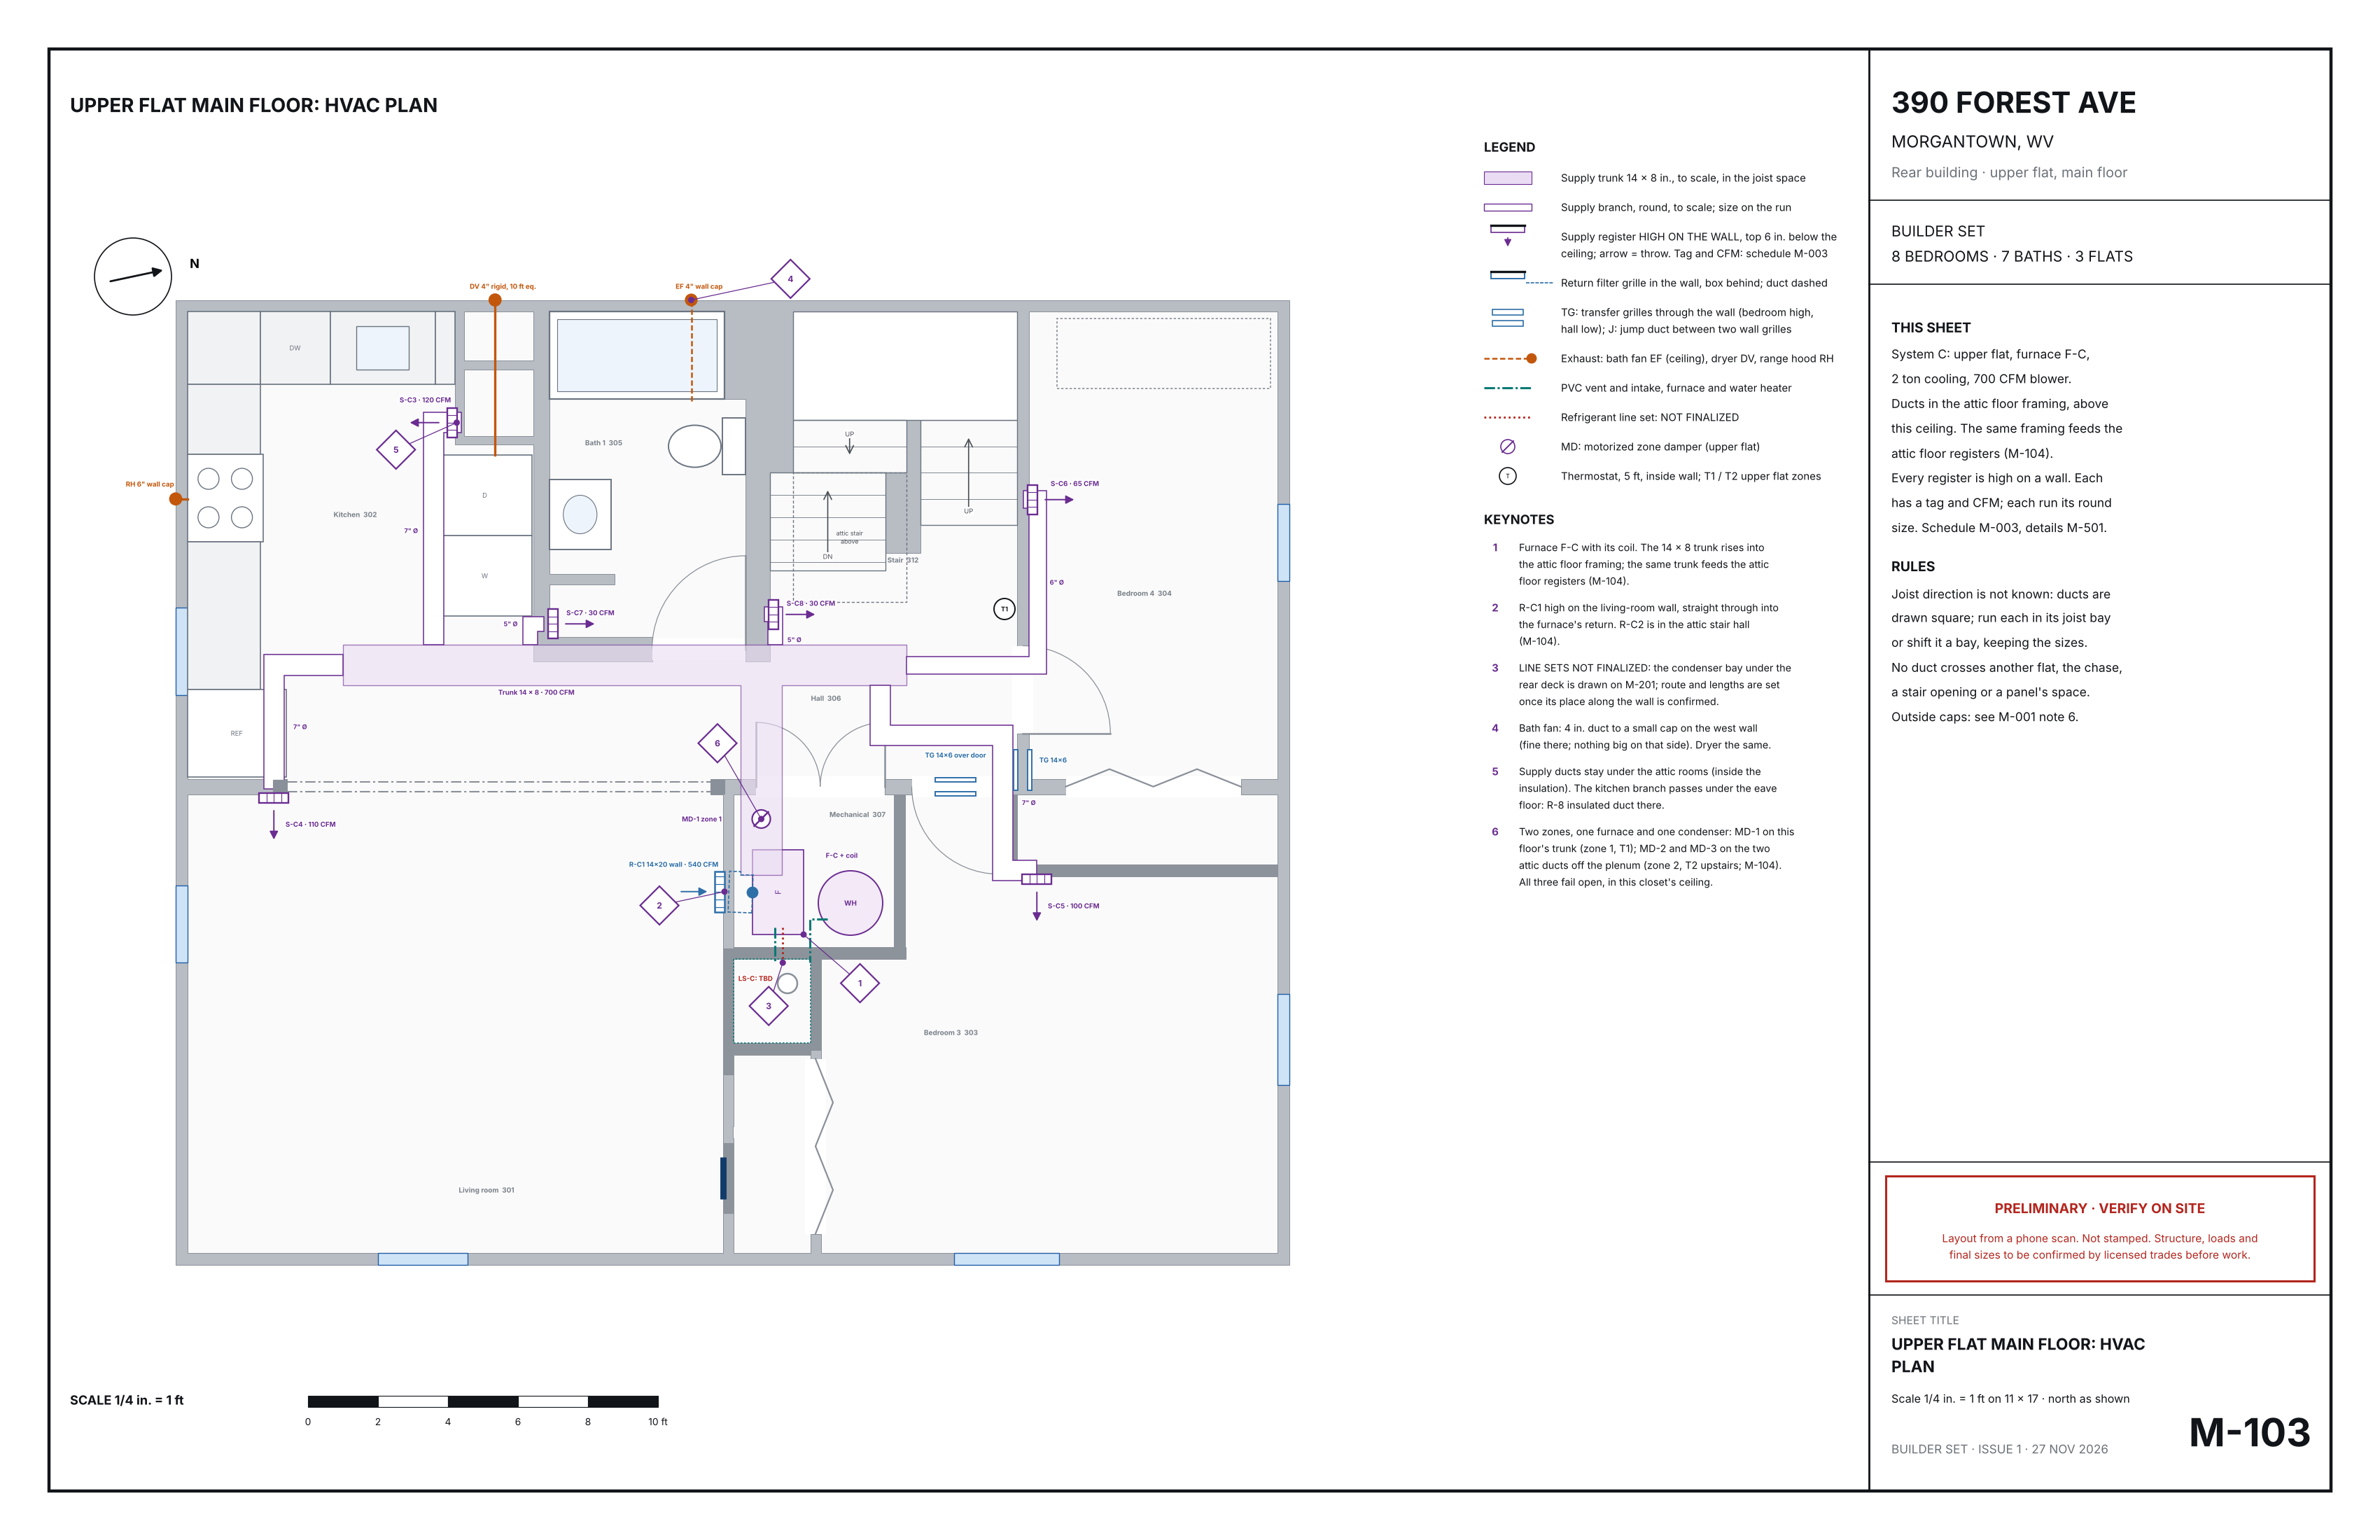 UPPER FLAT MAIN FLOOR: HVAC PLAN
N
DV 4" rigid, 10 ft eq.
EF 4" wall cap
4
DW
S-C3 · 120 CFM
5
Bath 1 305
UP
RH 6" wall cap
Kitchen 302
D
7" Ø
W
attic stair
above
DN
UP
Stair 312
S-C6 · 65 CFM
6" Ø
Bedroom 4 304
S-C7 · 30 CFM
5" Ø
S-C8 · 30 CFM
5" Ø
T1
Trunk 14 × 8 · 700 CFM
Hall 306
REF
7" Ø
6
TG 14×6 over door
TG 14×6
S-C4 · 110 CFM
MD-1 zone 1
Mechanical 307
7" Ø
R-C1 14×20 wall · 540 CFM
F-C + coil
F
WH
2
S-C5 · 100 CFM
LS-C: TBD
3
1
Bedroom 3 303
Living room 301
SCALE 1/4 in. = 1 ft
0 2 4 6 8 10 ft
LEGEND
Supply trunk 14 × 8 in., to scale, in the joist space
Supply branch, round, to scale; size on the run
Supply register HIGH ON THE WALL, top 6 in. below the
ceiling; arrow = throw. Tag and CFM: schedule M-003
Return filter grille in the wall, box behind; duct dashed
TG: transfer grilles through the wall (bedroom high,
hall low); J: jump duct between two wall grilles
Exhaust: bath fan EF (ceiling), dryer DV, range hood RH
PVC vent and intake, furnace and water heater
Refrigerant line set: NOT FINALIZED
MD: motorized zone damper (upper flat)
T Thermostat, 5 ft, inside wall; T1 / T2 upper flat zones
KEYNOTES
1 Furnace F-C with its coil. The 14 × 8 trunk rises into
the attic floor framing; the same trunk feeds the attic
floor registers (M-104).
2 R-C1 high on the living-room wall, straight through into
the furnace's return. R-C2 is in the attic stair hall
(M-104).
3 LINE SETS NOT FINALIZED: the condenser bay under the
rear deck is drawn on M-201; route and lengths are set
once its place along the wall is confirmed.
4 Bath fan: 4 in. duct to a small cap on the west wall
(fine there; nothing big on that side). Dryer the same.
5 Supply ducts stay under the attic rooms (inside the
insulation). The kitchen branch passes under the eave
floor: R-8 insulated duct there.
6 Two zones, one furnace and one condenser: MD-1 on this
floor's trunk (zone 1, T1); MD-2 and MD-3 on the two
attic ducts off the plenum (zone 2, T2 upstairs; M-104).
All three fail open, in this closet's ceiling.
390 FOREST AVE
MORGANTOWN, WV
Rear building · upper flat, main floor
BUILDER SET
8 BEDROOMS · 7 BATHS · 3 FLATS
THIS SHEET
System C: upper flat, furnace F-C,
2 ton cooling, 700 CFM blower.
Ducts in the attic floor framing, above
this ceiling. The same framing feeds the
attic floor registers (M-104).
Every register is high on a wall. Each
has a tag and CFM; each run its round
size. Schedule M-003, details M-501.
RULES
Joist direction is not known: ducts are
drawn square; run each in its joist bay
or shift it a bay, keeping the sizes.
No duct crosses another flat, the chase,
a stair opening or a panel's space.
Outside caps: see M-001 note 6.
PRELIMINARY · VERIFY ON SITE
Layout from a phone scan. Not stamped. Structure, loads and
final sizes to be confirmed by licensed trades before work.
SHEET TITLE
UPPER FLAT MAIN FLOOR: HVAC
PLAN
Scale 1/4 in. = 1 ft on 11 × 17 · north as shown
BUILDER SET · ISSUE 1 · 27 NOV 2026
M-103